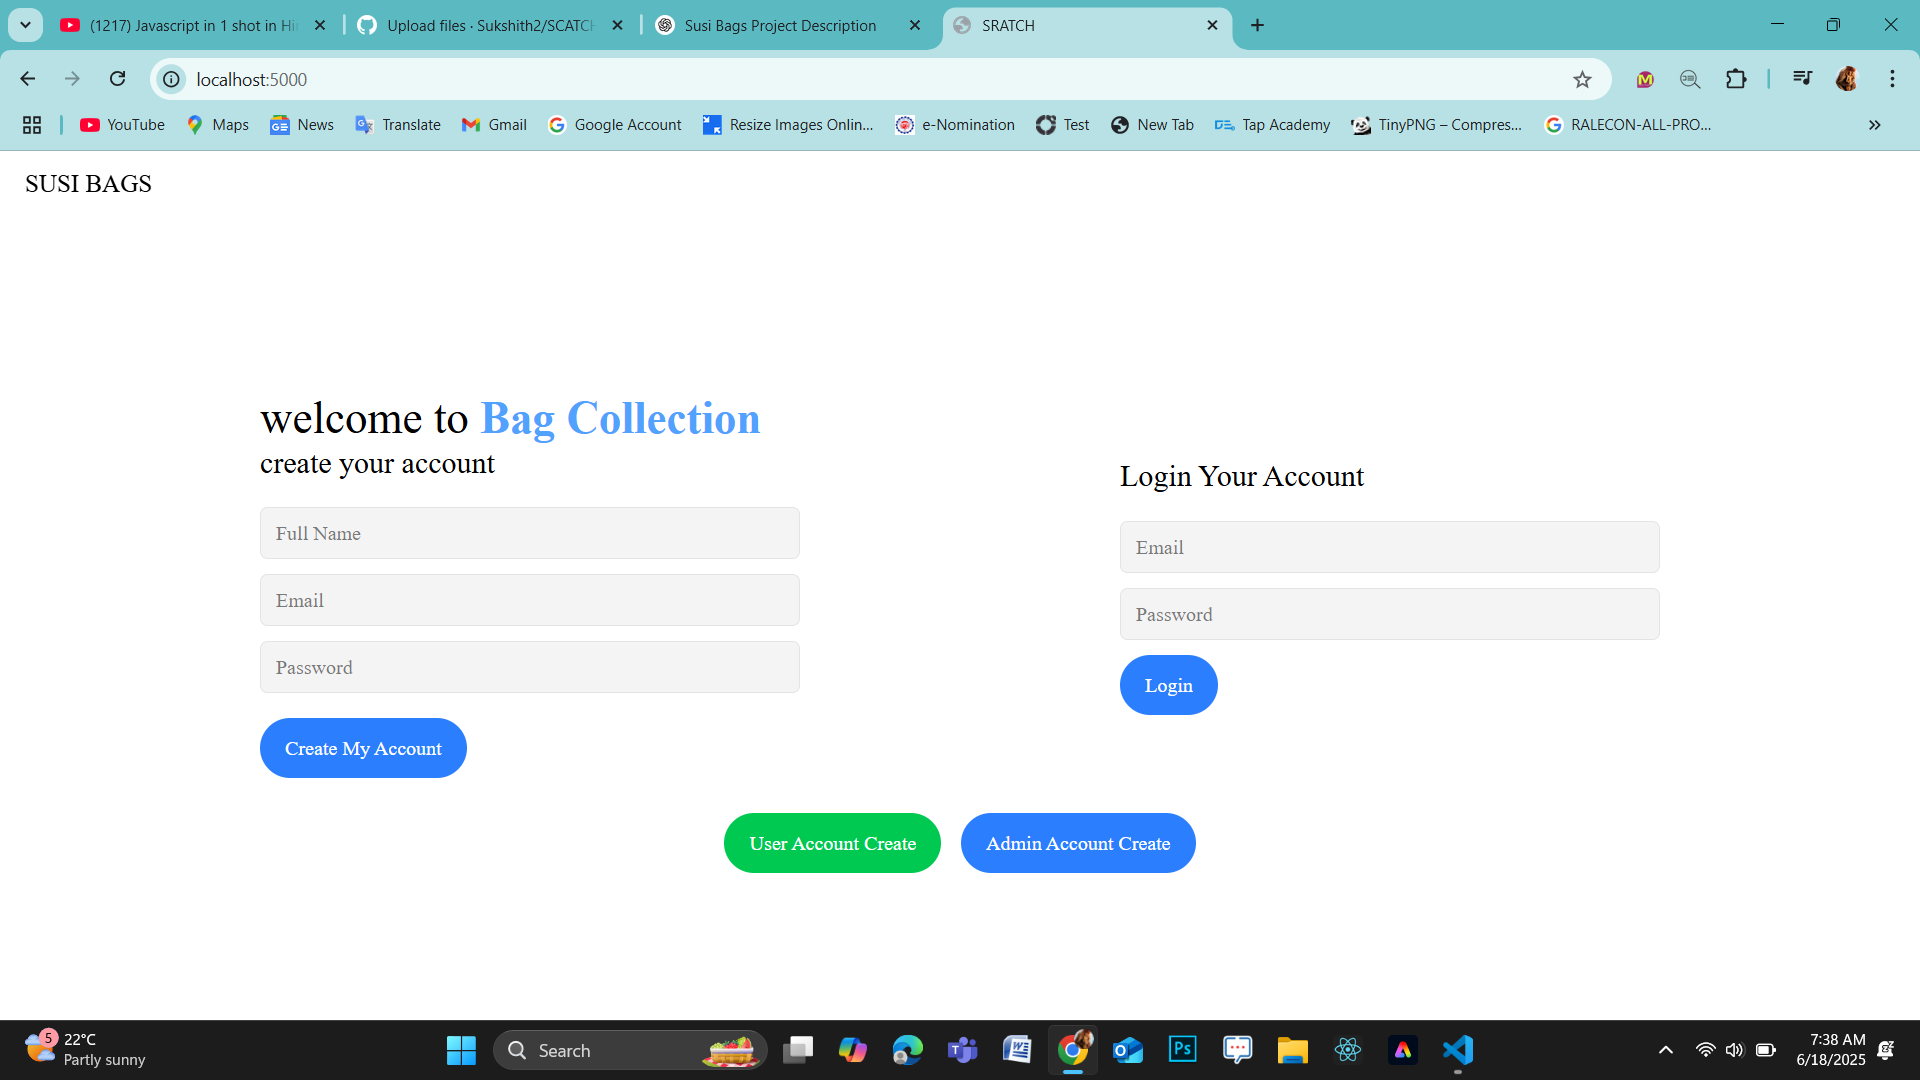 (1217) Javascript in 1 shot in Hi
Upload files · Sukshith2/SCATCH
Susi Bags Project Description
SRATCH
localhost:5000
YouTube
Maps
News
Translate
Gmail
Google Account
Resize Images Onlin...
e-Nomination
Test
New Tab
Tap Academy
TinyPNG – Compres...
RALECON-ALL-PRO...
SUSI BAGS
welcome to Bag Collection
create your account
Full Name
Email
Password
Create My Account
Login Your Account
Email
Password
Login
User Account Create
Admin Account Create
5
22°C
Partly sunny
Search
Ps
7:38 AM
6/18/2025